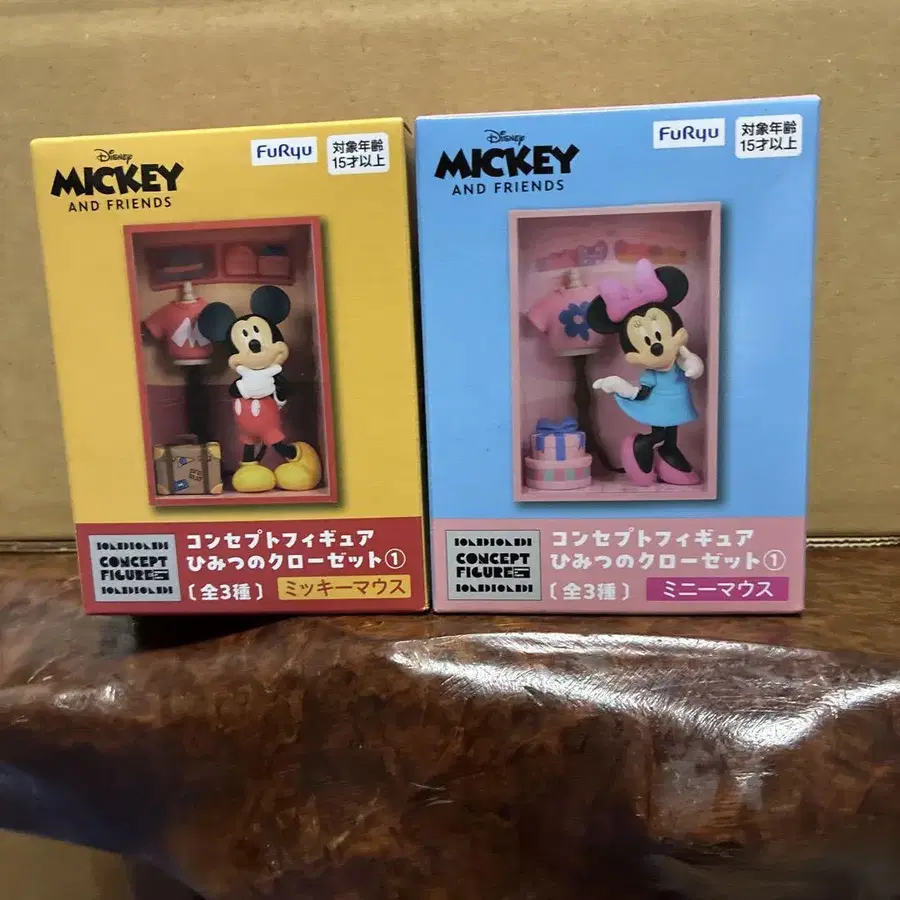 Disney
MICKEY
AND FRIENDS
FuRyu
対象年齢
15才以上
CONCEPT
FIGURE
コンセプトフィギュア
ひみつのクローゼット①
〔全3種〕
ミッキーマウス
Disney
MICKEY
AND FRIENDS
FuRyu
対象年齢
15才以上
CONCEPT
FIGURE
コンセプトフィギュア
ひみつのクローゼット①
〔全3種〕
ミニーマウス